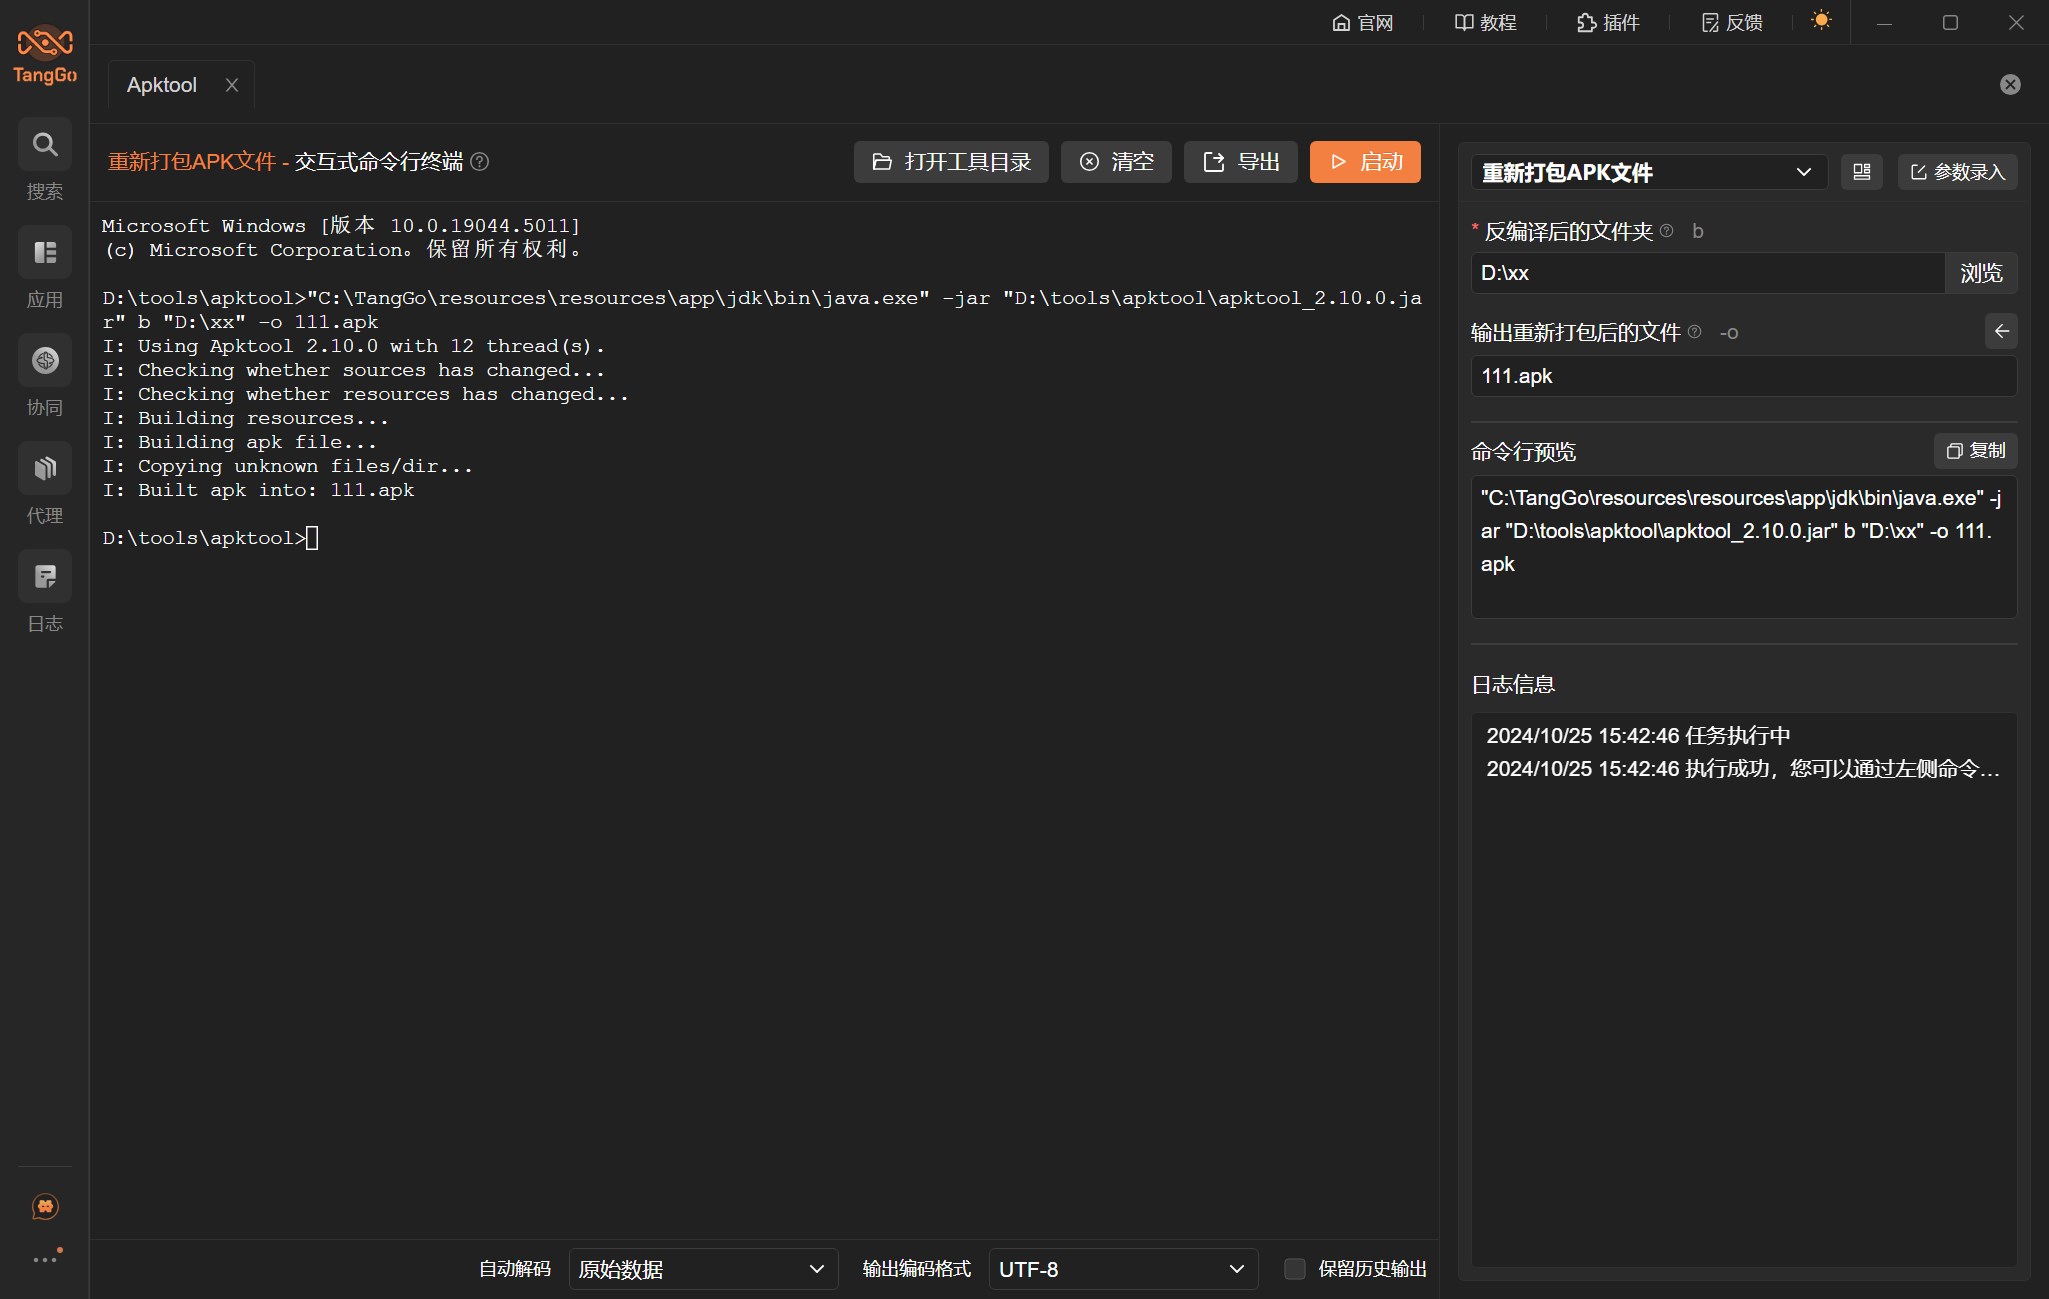 官网
教程
插件
反馈
TangGo
Apktool
搜索
应用
协同
代理
日志
重新打包APK文件 - 交互式命令行终端
打开工具目录
清空
导出
启动
Microsoft Windows [版本 10.0.19044.5011]
(c) Microsoft Corporation。保留所有权利。
D:\tools\apktool>"C:\TangGo\resources\resources\app\jdk\bin\java.exe" -jar "D:\tools\apktool\apktool_2.10.0.ja
r" b "D:\xx" -o 111.apk
I: Using Apktool 2.10.0 with 12 thread(s).
I: Checking whether sources has changed...
I: Checking whether resources has changed...
I: Building resources...
I: Building apk file...
I: Copying unknown files/dir...
I: Built apk into: 111.apk
D:\tools\apktool>
自动解码
原始数据
输出编码格式
UTF-8
保留历史输出
重新打包APK文件
参数录入
* 反编译后的文件夹 b
D:\xx
浏览
输出重新打包后的文件 -o
111.apk
命令行预览
复制
"C:\TangGo\resources\resources\app\jdk\bin\java.exe" -j
ar "D:\tools\apktool\apktool_2.10.0.jar" b "D:\xx" -o 111.
apk
日志信息
2024/10/25 15:42:46 任务执行中
2024/10/25 15:42:46 执行成功，您可以通过左侧命令...